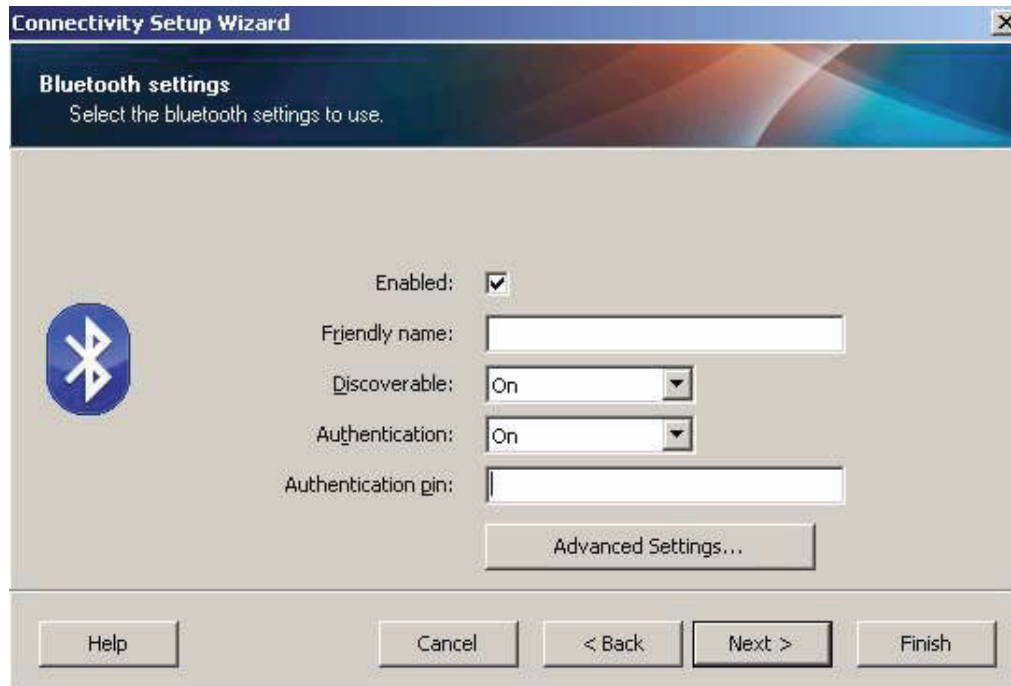 Connectivity Setup Wizard
Bluetooth settings
Select the bluetooth settings to use.
Enabled:
Friendly name:
Discoverable: On
Authentication: On
Authentication pin:
Advanced Settings...
Help Cancel < Back Next > Finish